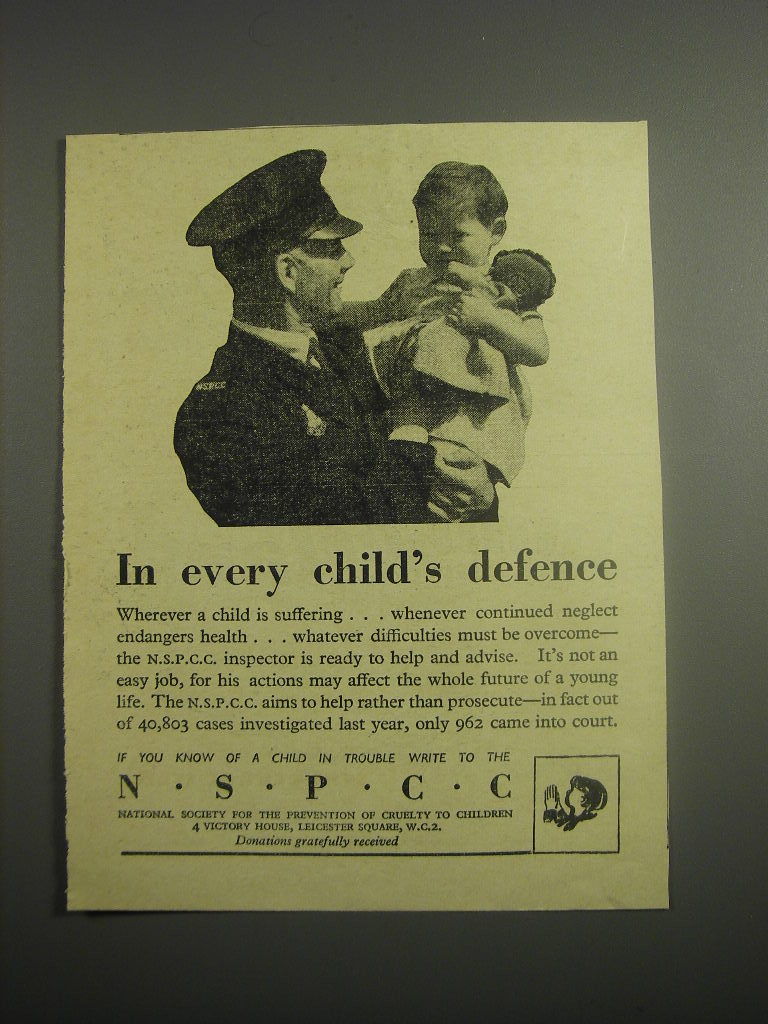 NSPCC
In every child's defence
Wherever a child is suffering . . . whenever continued neglect
endangers health . . . whatever difficulties must be overcome—
the N.S.P.C.C. inspector is ready to help and advise. It's not an
easy job, for his actions may affect the whole future of a young
life. The N.S.P.C.C. aims to help rather than prosecute—in fact out
of 40,803 cases investigated last year, only 962 came into court.
IF YOU KNOW OF A CHILD IN TROUBLE WRITE TO THE
N · S · P · C · C
NATIONAL SOCIETY FOR THE PREVENTION OF CRUELTY TO CHILDREN
4 VICTORY HOUSE, LEICESTER SQUARE, W.C.2.
Donations gratefully received